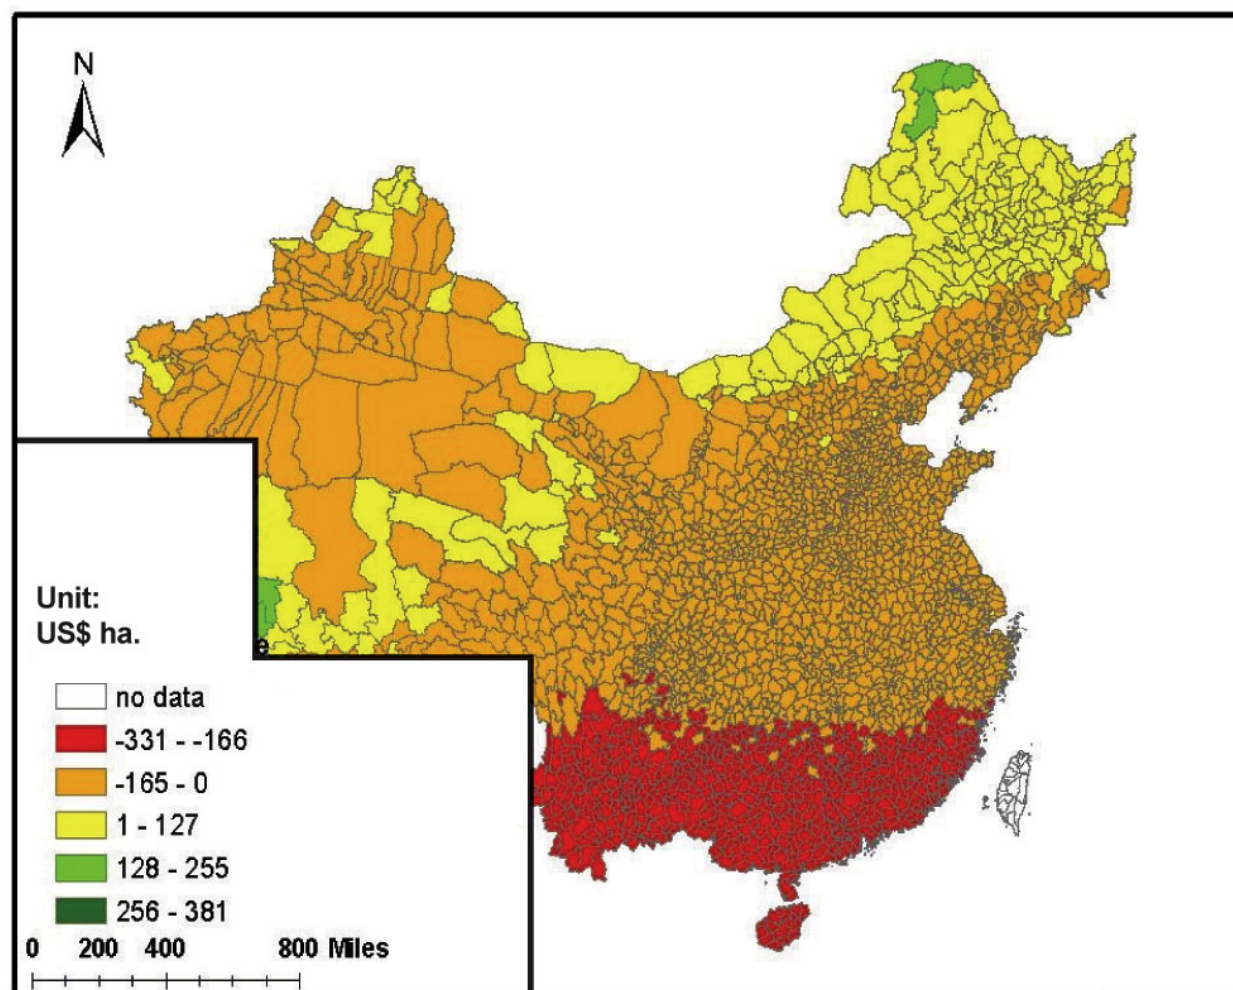 N
e
Unit:
US$ ha.
no data
-331 - -166
-165 - 0
1 - 127
128 - 255
256 - 381
0 200 400 800 Miles